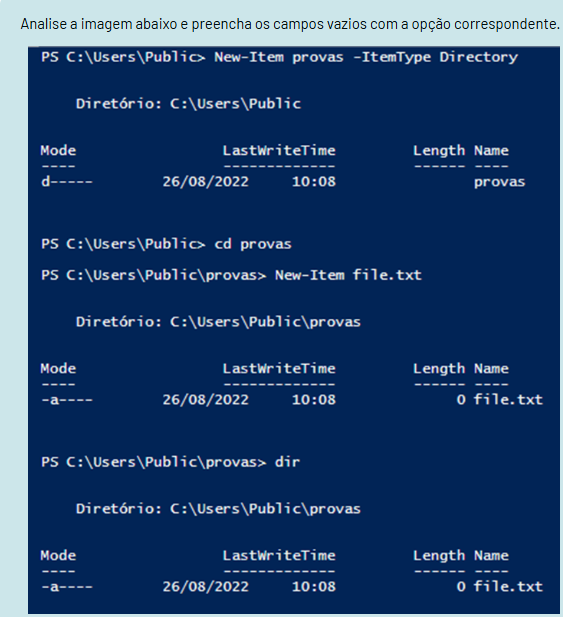 Analise a imagem abaixo e preencha os campos vazios com a opção correspondente.
PS C:\Users\Public> New-Item provas -ItemType Directory
Diretório: C:\Users\Public
Mode LastWriteTime Length Name
---- ------------- ------ ----
d----- 26/08/2022 10:08 provas
PS C:\Users\Public> cd provas
PS C:\Users\Public\provas> New-Item file.txt
Diretório: C:\Users\Public\provas
Mode LastWriteTime Length Name
---- ------------- ------ ----
-a---- 26/08/2022 10:08 0 file.txt
PS C:\Users\Public\provas> dir
Diretório: C:\Users\Public\provas
Mode LastWriteTime Length Name
---- ------------- ------ ----
-a---- 26/08/2022 10:08 0 file.txt